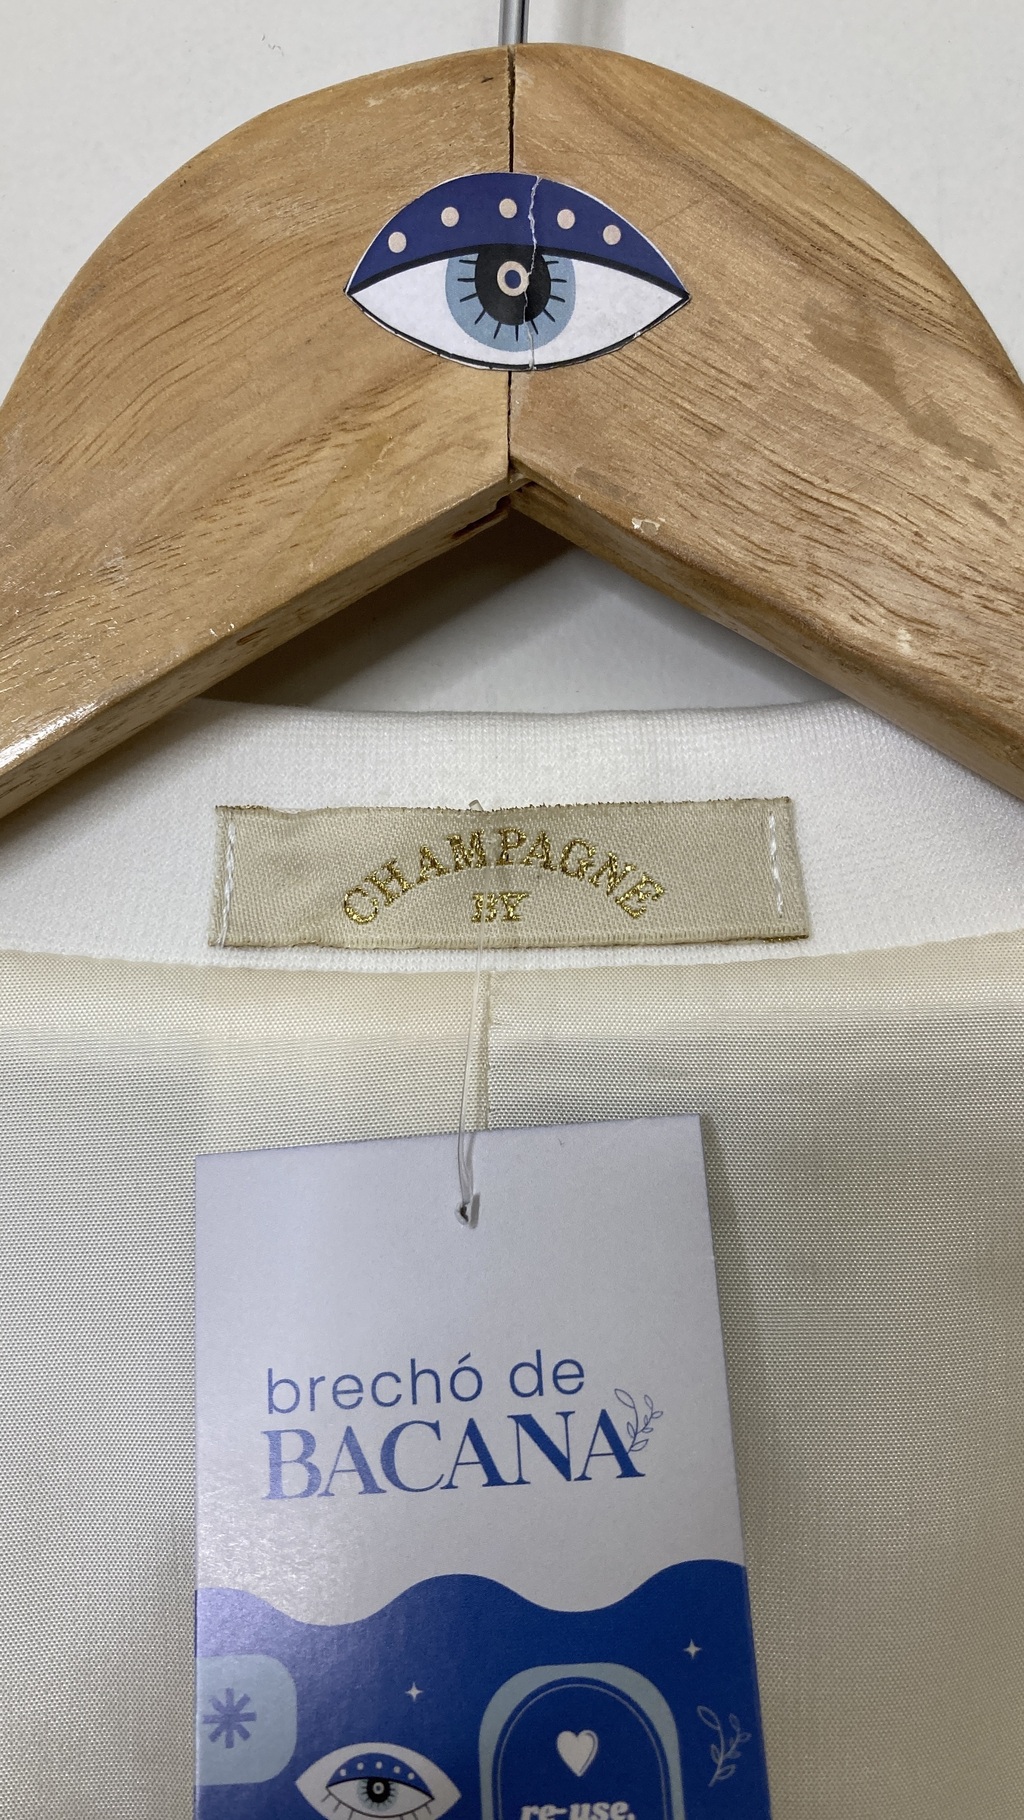 CHAMPAGNE
BY
brechó de
BACANA
re-use,